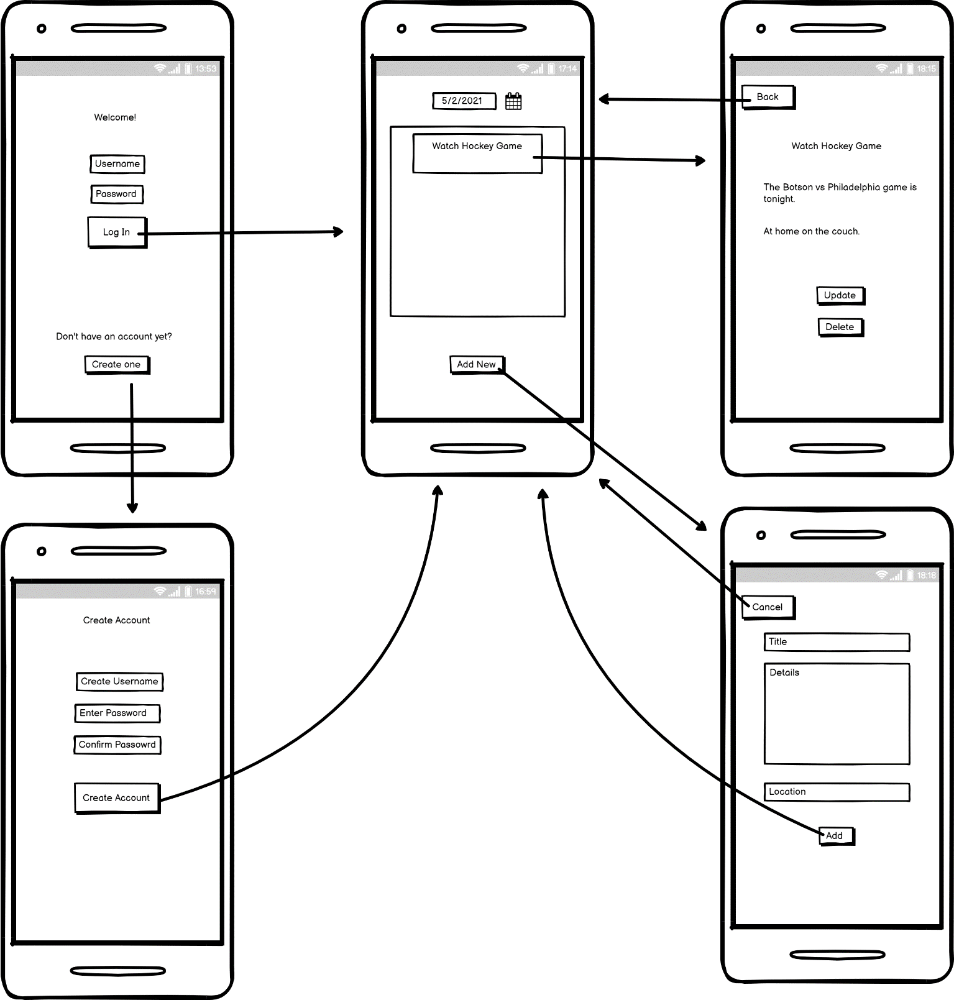 13:53
Welcome!
Username
Password
Log In
Don't have an account yet?
Create one
17:14
5/2/2021
Watch Hockey Game
Add New
18:15
Back
Watch Hockey Game
The Botson vs Philadelphia game is
tonight.
At home on the couch.
Update
Delete
16:59
Create Account
Create Username
Enter Password
Confirm Passowrd
Create Account
18:18
Cancel
Title
Details
Location
Add